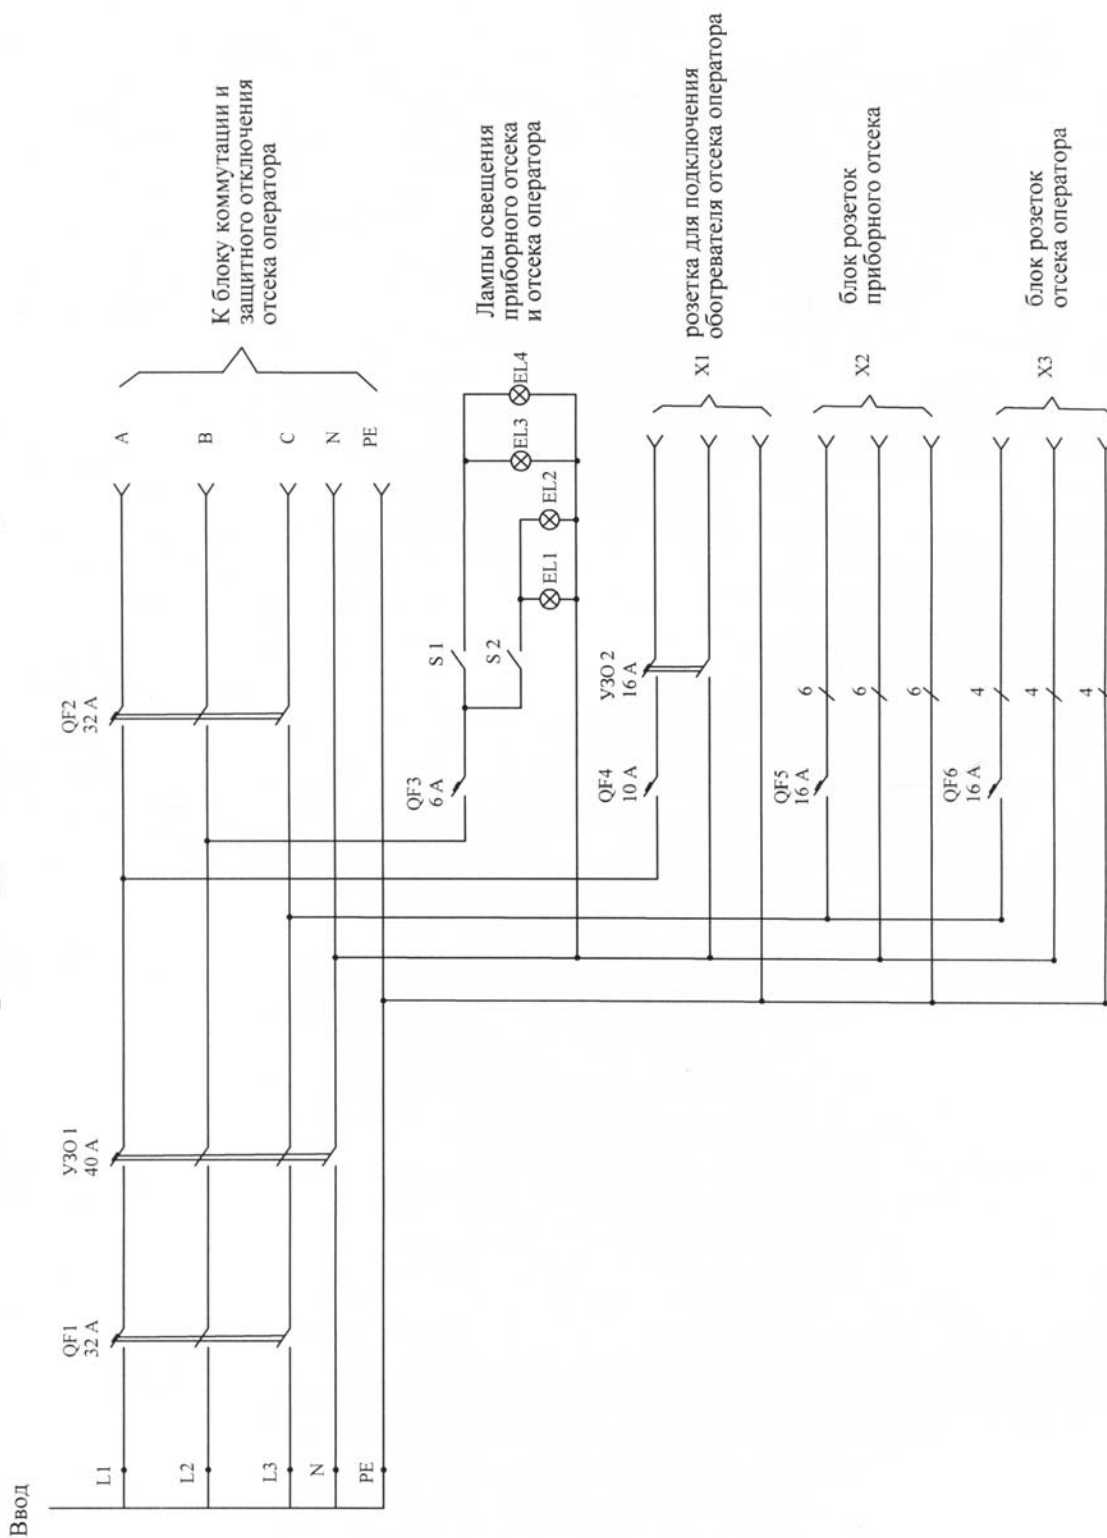 Ввод
L1
L2
L3
N
PE
QF1
32 А
УЗО 1
40 А
QF2
32 А
A
B
C
N
PE
К блоку коммутации и
защитного отключения
отсека оператора
QF3
6 А
S 1
S 2
EL1
EL2
EL3
EL4
Лампы освещения
приборного отсека
и отсека оператора
QF4
10 А
УЗО 2
16 А
X1
розетка для подключения
обогревателя отсека оператора
QF5
16 А
6
6
6
X2
блок розеток
приборного отсека
QF6
16 А
4
4
4
X3
блок розеток
отсека оператора